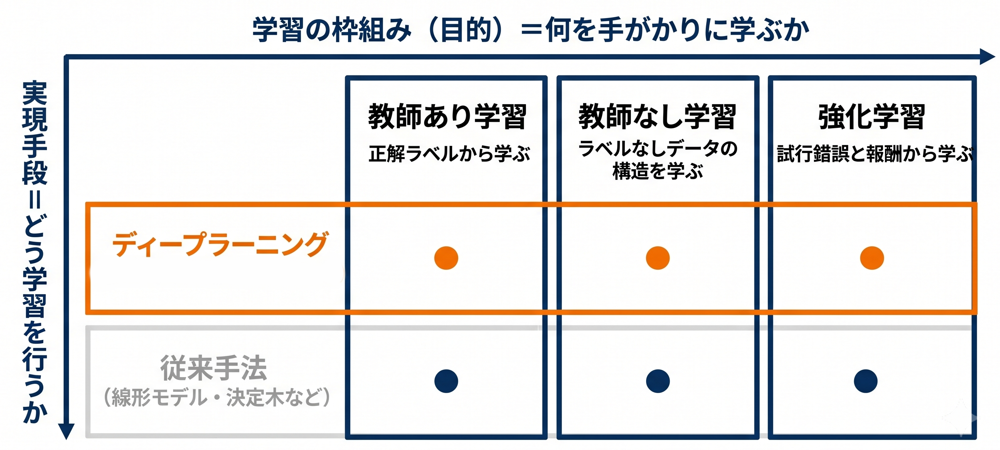 学習の枠組み（目的）＝何を手がかりに学ぶか
実現手段＝どう学習を行うか
教師あり学習
正解ラベルから学ぶ
教師なし学習
ラベルなしデータの
構造を学ぶ
強化学習
試行錯誤と報酬から学ぶ
ディープラーニング
従来手法
（線形モデル・決定木など）